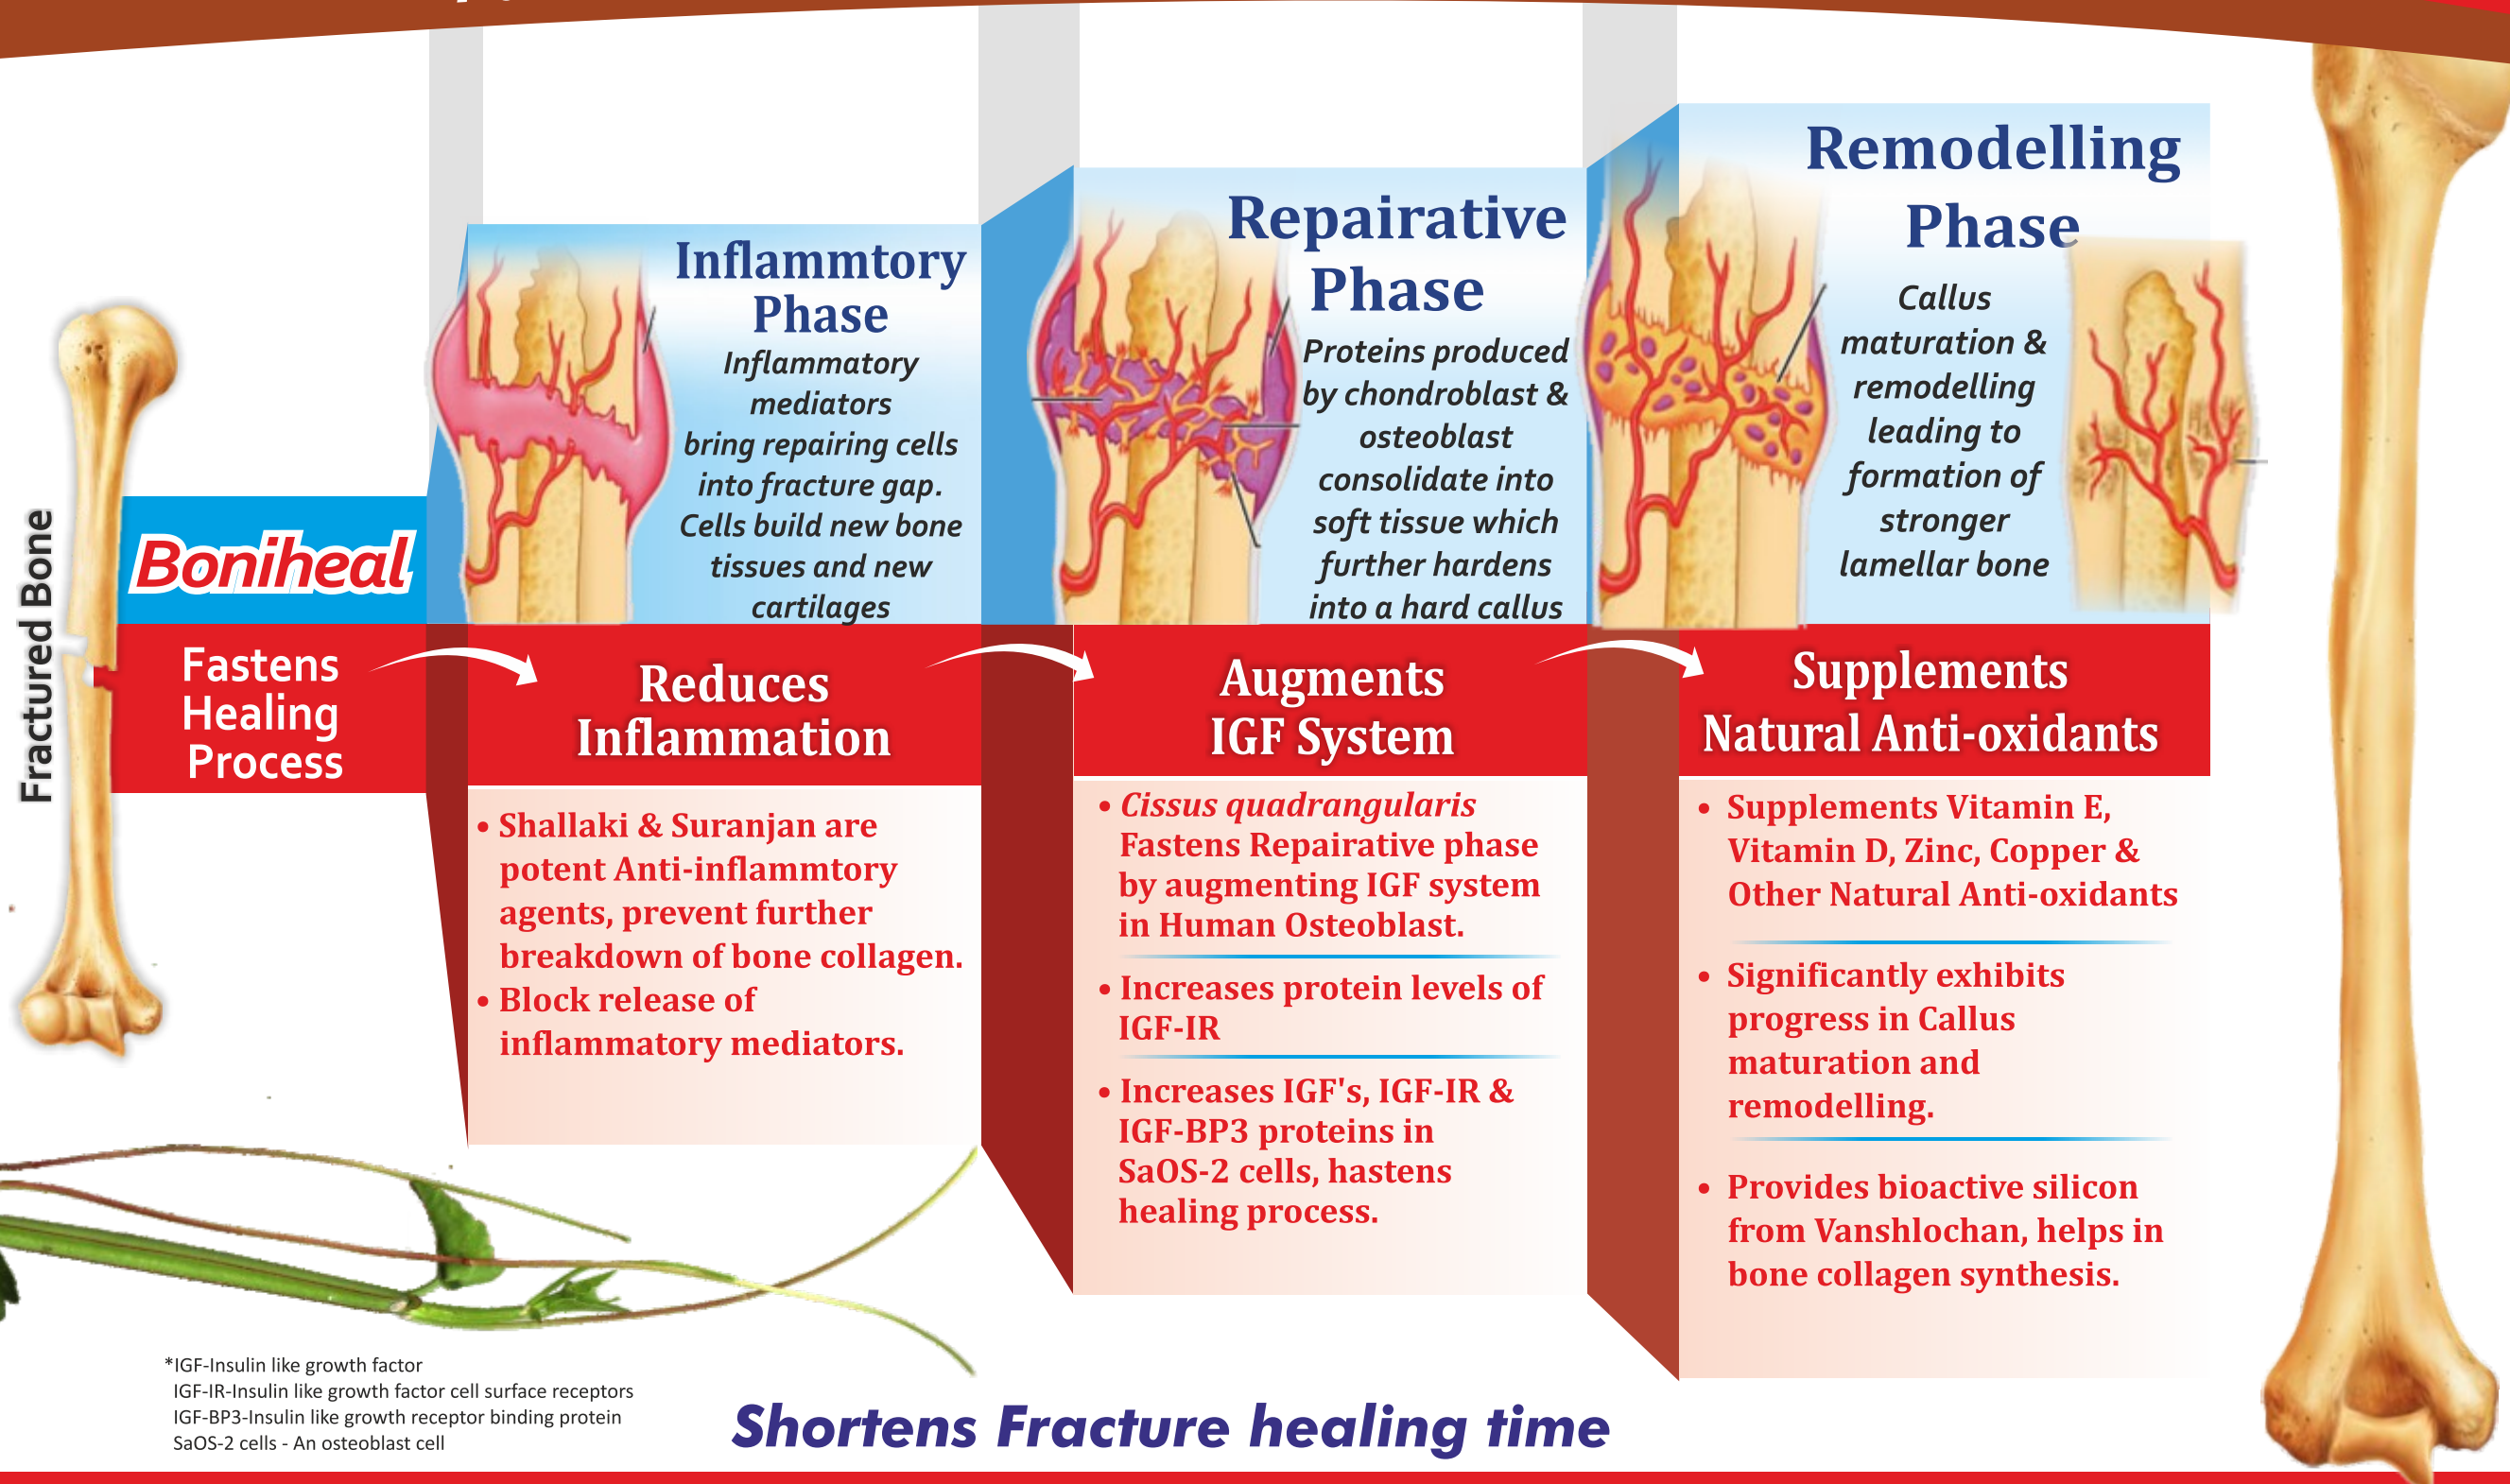 Fractured Bone
Boniheal
Fastens
Healing
Process
Inflammtory
Phase
Inflammatory
mediators
bring repairing cells
into fracture gap.
Cells build new bone
tissues and new
cartilages
Reduces
Inflammation
• Shallaki & Suranjan are
potent Anti-inflammtory
agents, prevent further
breakdown of bone collagen.
• Block release of
inflammatory mediators.
Repairative
Phase
Proteins produced
by chondroblast &
osteoblast
consolidate into
soft tissue which
further hardens
into a hard callus
Augments
IGF System
• Cissus quadrangularis
Fastens Repairative phase
by augmenting IGF system
in Human Osteoblast.
• Increases protein levels of
IGF-IR
• Increases IGF's, IGF-IR &
IGF-BP3 proteins in
SaOS-2 cells, hastens
healing process.
Remodelling
Phase
Callus
maturation &
remodelling
leading to
formation of
stronger
lamellar bone
Supplements
Natural Anti-oxidants
• Supplements Vitamin E,
Vitamin D, Zinc, Copper &
Other Natural Anti-oxidants
• Significantly exhibits
progress in Callus
maturation and
remodelling.
• Provides bioactive silicon
from Vanshlochan, helps in
bone collagen synthesis.
*IGF-Insulin like growth factor
IGF-IR-Insulin like growth factor cell surface receptors
IGF-BP3-Insulin like growth receptor binding protein
SaOS-2 cells - An osteoblast cell
Shortens Fracture healing time